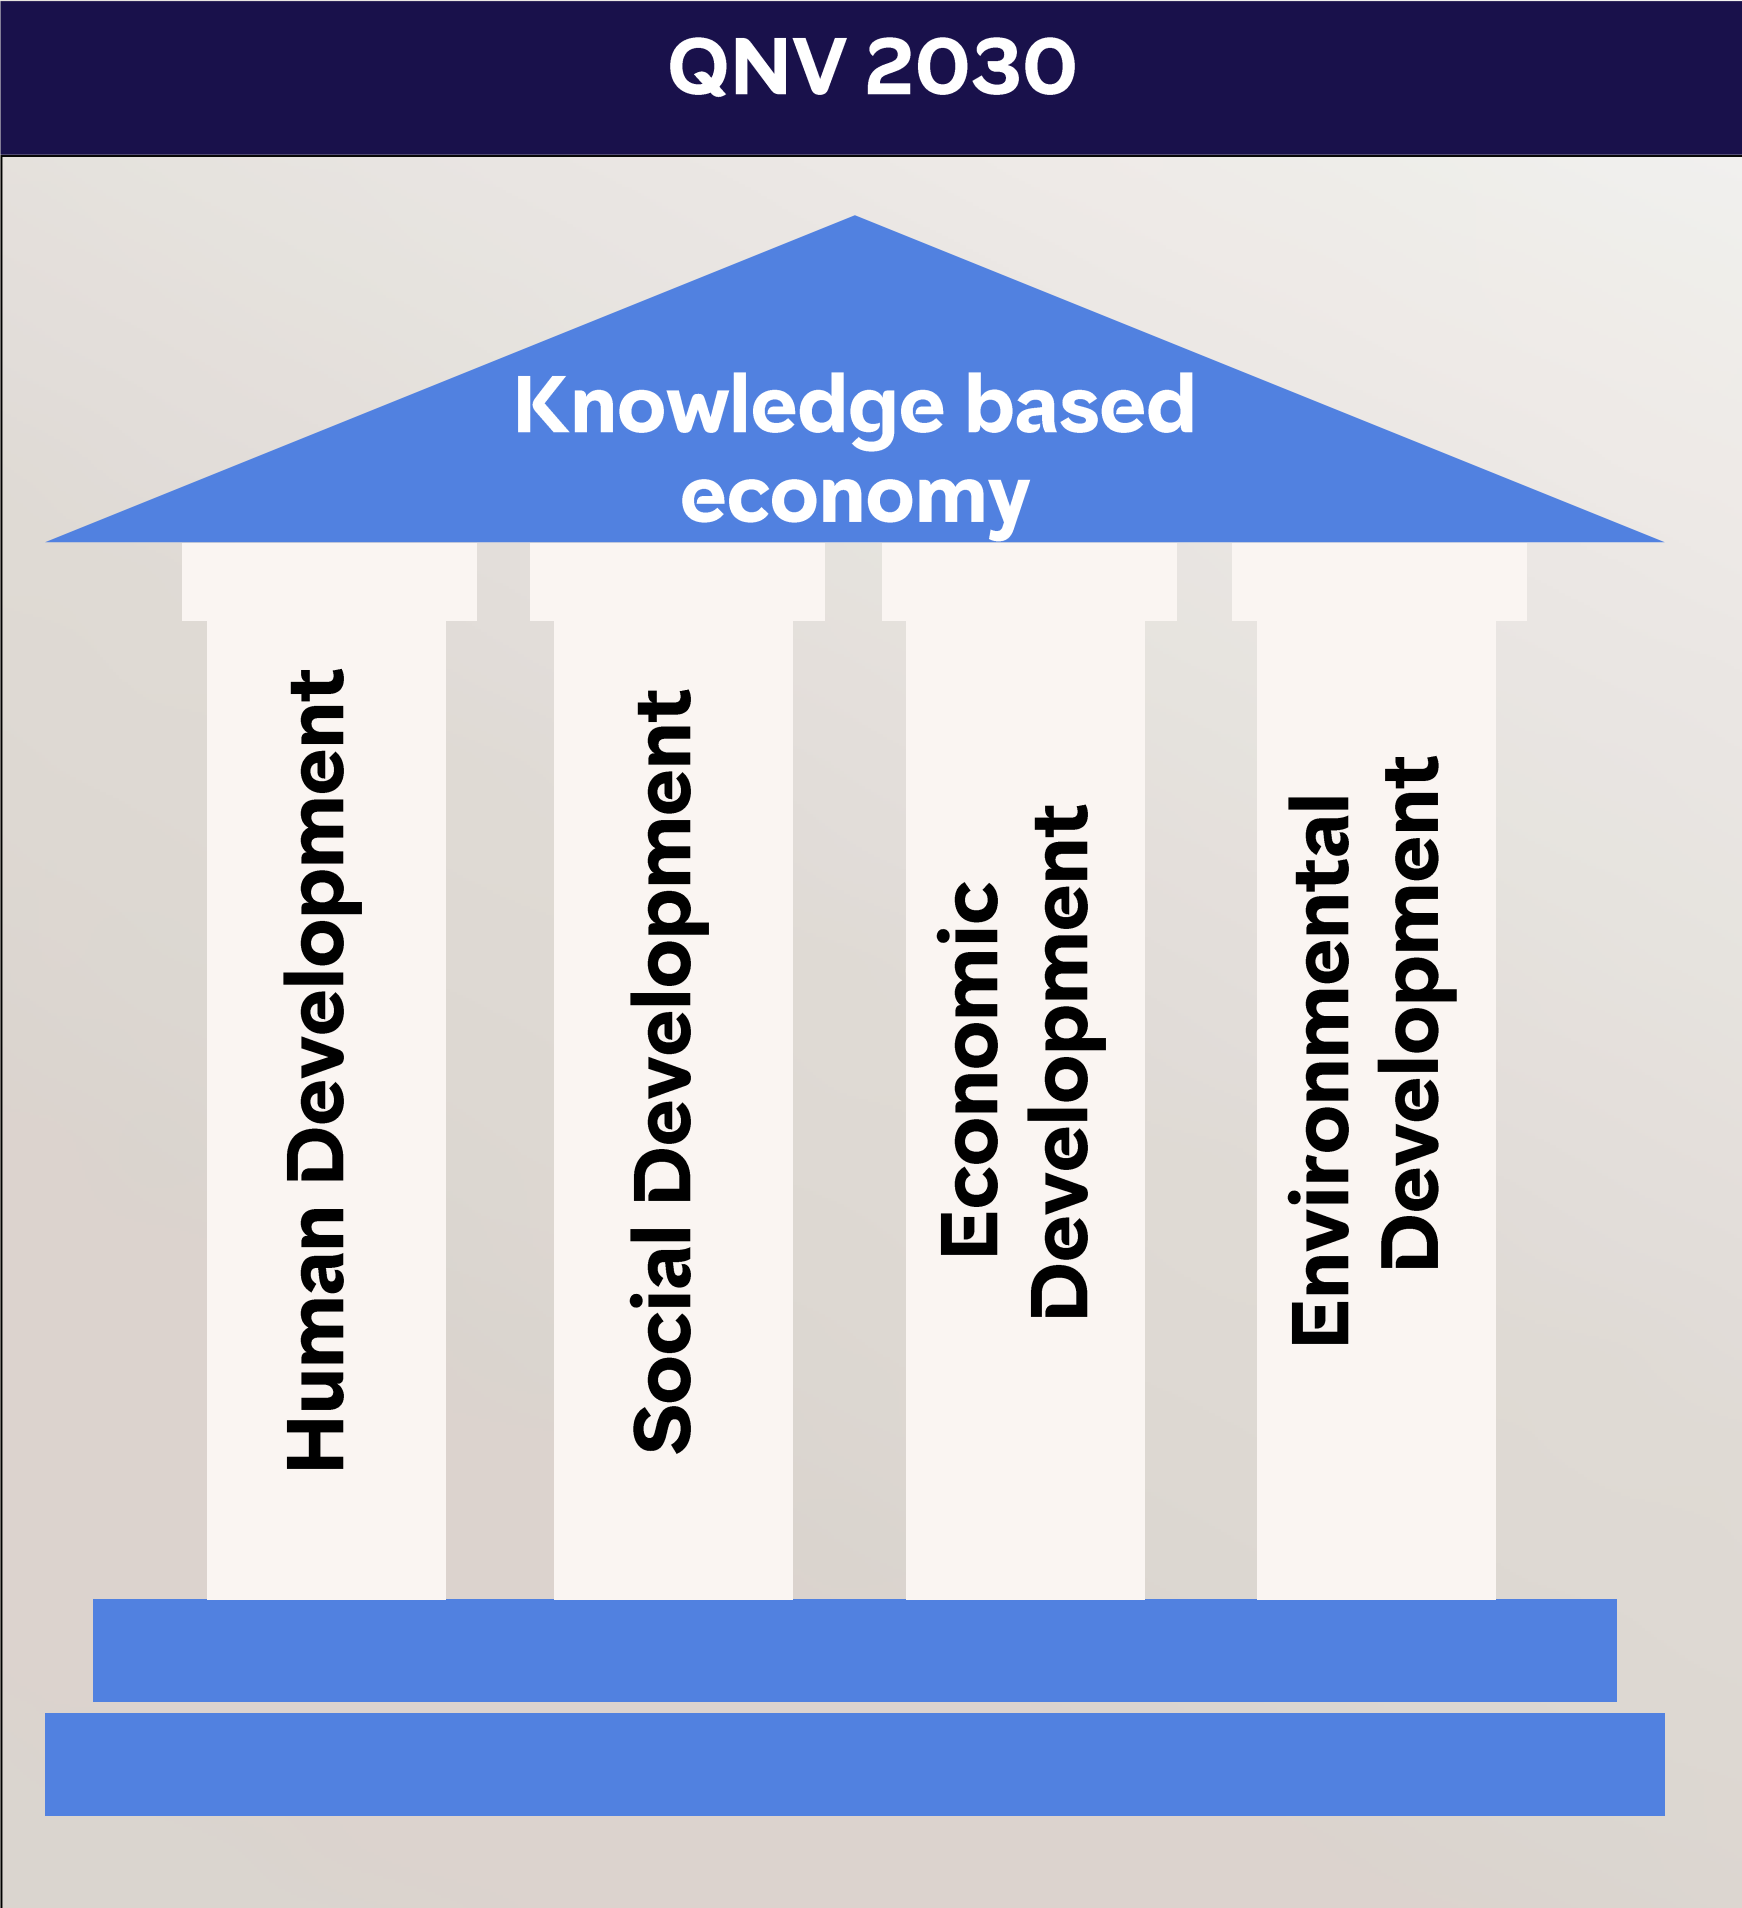 QNV 2030
Knowledge based
economy
Human Development
Social Development
Economic
Development
Environmental
Development